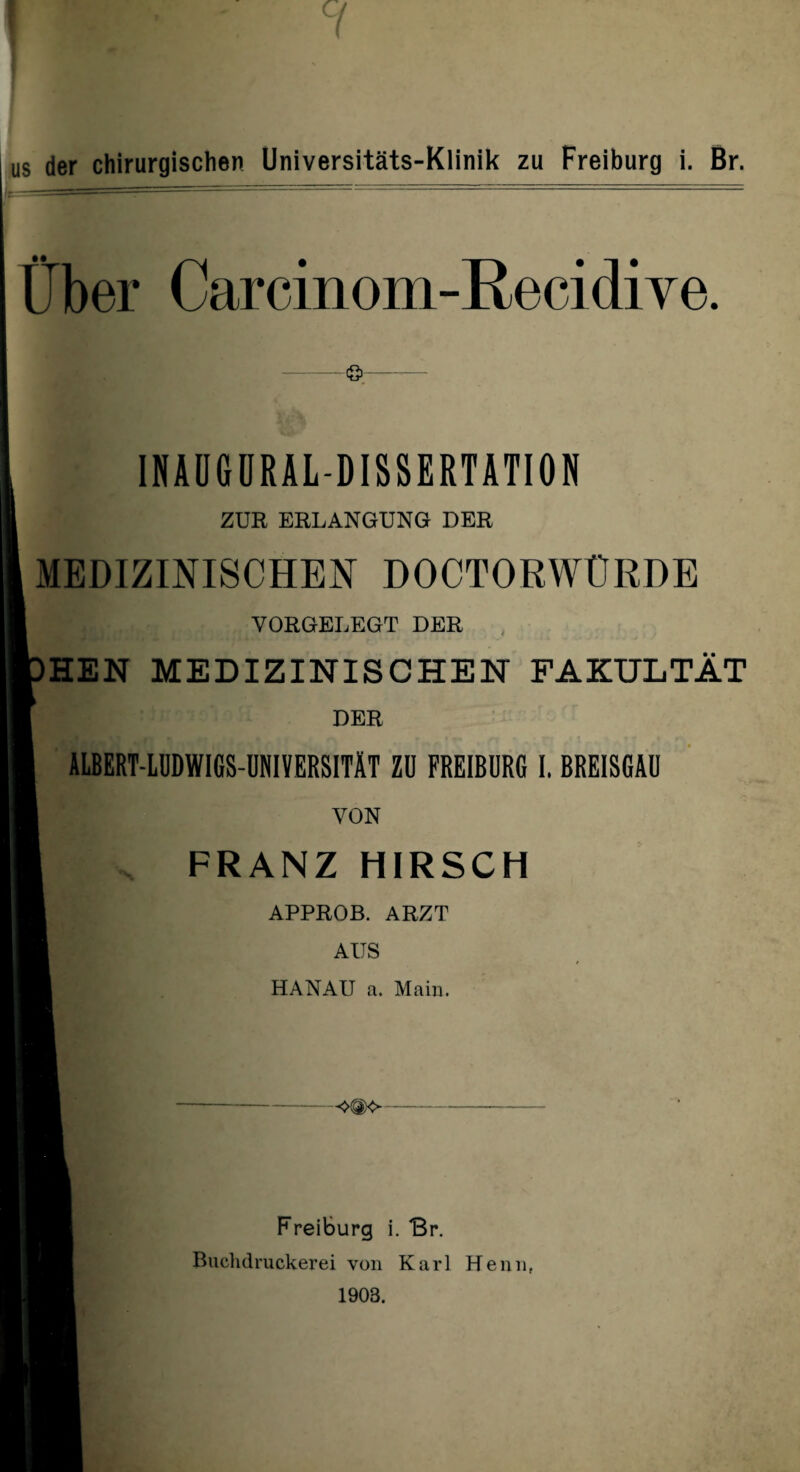 us der chirurgischen Universitäts-Klinik zu Freiburg i. Br.
Über Carcinom-Recidive.
INAUGURAL-DISSERTATION
ZUR ERLANGUNG DER
MEDIZINISCHEN DOCTORWÜRDE
VORGELEGT DER
OHEN MEDIZINISCHEN FAKULTÄT
DER
ALBERT-LUDWIGS-UNIVERSITÄT ZU FREIBURG I. BREISGAU
VON
FRANZ HIRSCH
APPROB. ARZT
AUS
HANAU a. Main.
Freiburg i. Br.
Buchdruckerei von Karl Henn,
1903.